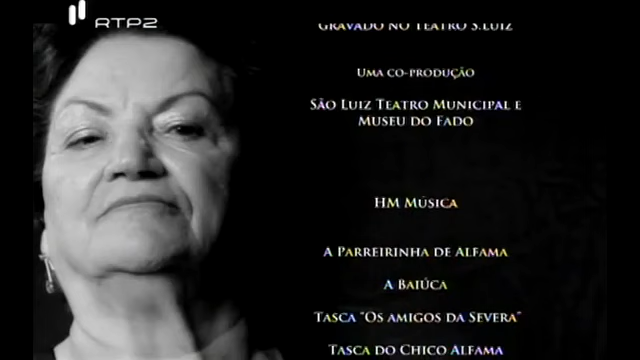 RTP2
GRAVADO NO TEATRO S.LUIZ
UMA CO-PRODUÇÃO
SÃO LUIZ TEATRO MUNICIPAL E
MUSEU DO FADO
HM MÚSICA
A PARREIRINHA DE ALFAMA
A BAIÚCA
TASCA "OS AMIGOS DA SEVERA"
TASCA DO CHICO ALFAMA